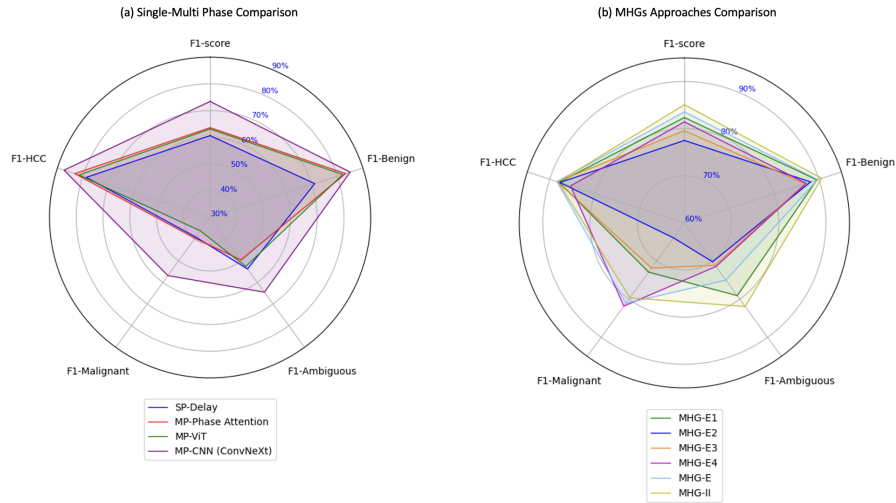 (a) Single-Multi Phase Comparison
F1-score
90%
80%
70%
60%
50%
40%
30%
F1-HCC
F1-Benign
F1-Malignant
F1-Ambiguous
SP-Delay
MP-Phase Attention
MP-ViT
MP-CNN (ConvNeXt)
(b) MHGs Approaches Comparison
F1-score
90%
80%
70%
60%
F1-HCC
F1-Benign
F1-Malignant
F1-Ambiguous
MHG-E1
MHG-E2
MHG-E3
MHG-E4
MHG-E
MHG-II